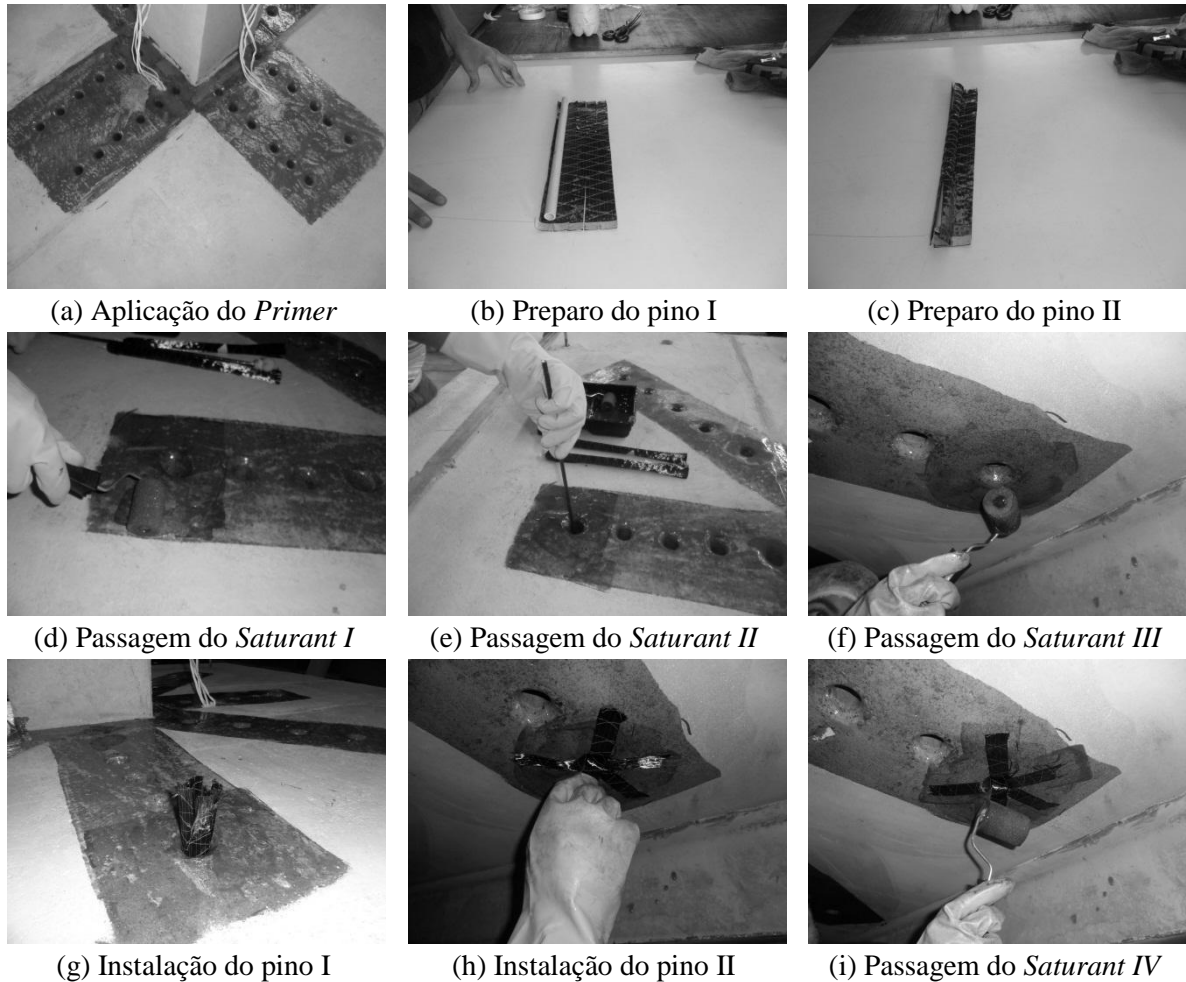 (a) Aplicação do Primer
(b) Preparo do pino I
(c) Preparo do pino II
(d) Passagem do Saturant I
(e) Passagem do Saturant II
(f) Passagem do Saturant III
(g) Instalação do pino I
(h) Instalação do pino II
(i) Passagem do Saturant IV